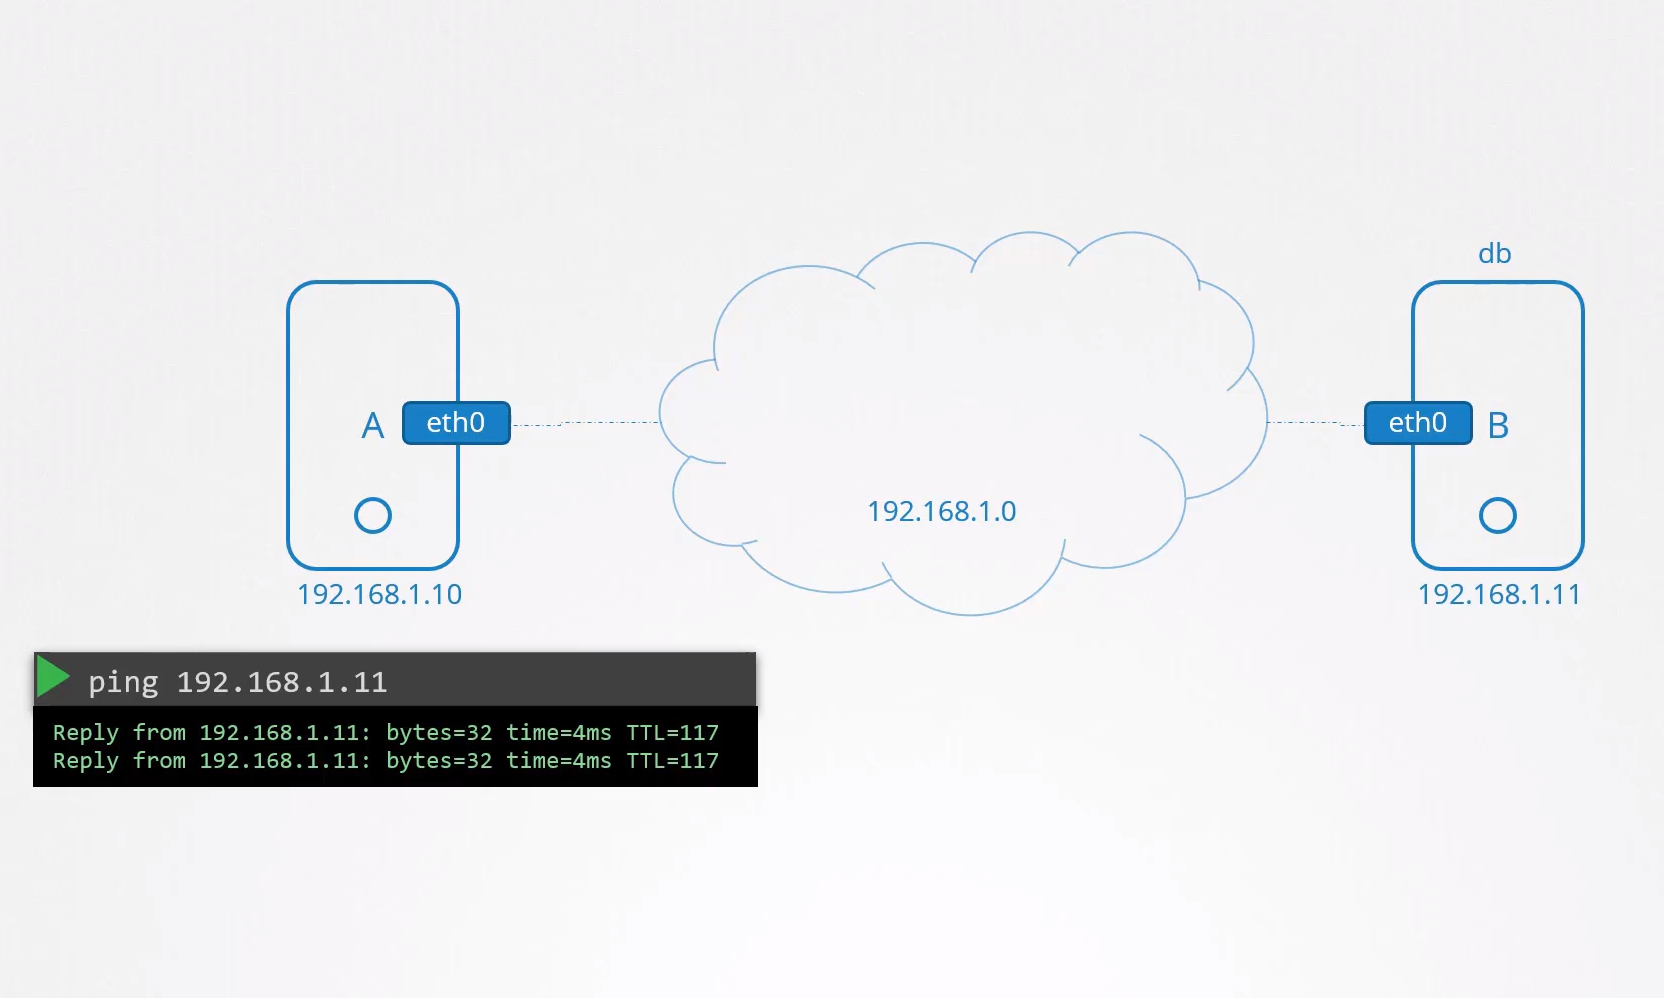 db
A
eth0
eth0
B
192.168.1.0
192.168.1.10
192.168.1.11
ping 192.168.1.11
Reply from 192.168.1.11: bytes=32 time=4ms TTL=117
Reply from 192.168.1.11: bytes=32 time=4ms TTL=117